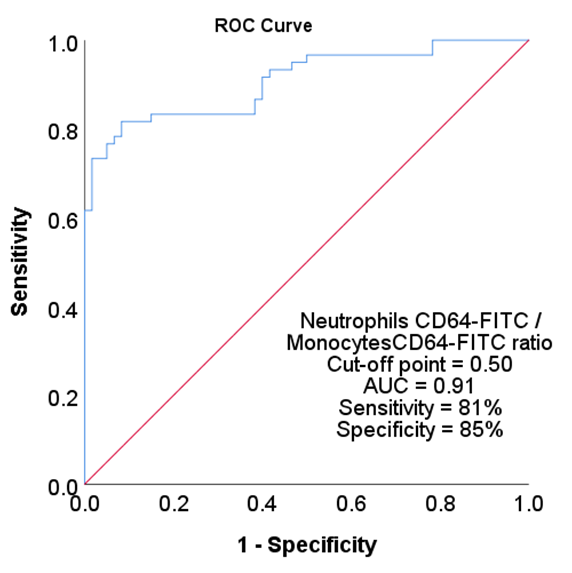 ROC Curve
1.0
0.8
0.6
0.4
0.2
0.0
Sensitivity
Neutrophils CD64-FITC /
MonocytesCD64-FITC ratio
Cut-off point = 0.50
AUC = 0.91
Sensitivity = 81%
Specificity = 85%
0.0 0.2 0.4 0.6 0.8 1.0
1 - Specificity